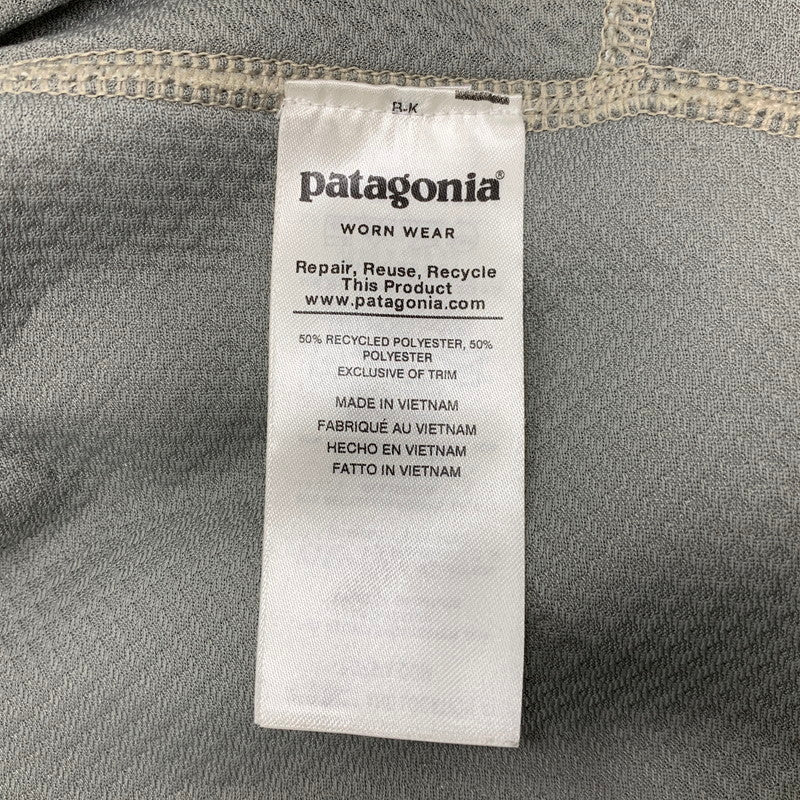 B-K
patagonia®
WORN WEAR
Repair, Reuse, Recycle
This Product
www.patagonia.com
50% RECYCLED POLYESTER, 50%
POLYESTER
EXCLUSIVE OF TRIM
MADE IN VIETNAM
FABRIQUÉ AU VIETNAM
HECHO EN VIETNAM
FATTO IN VIETNAM